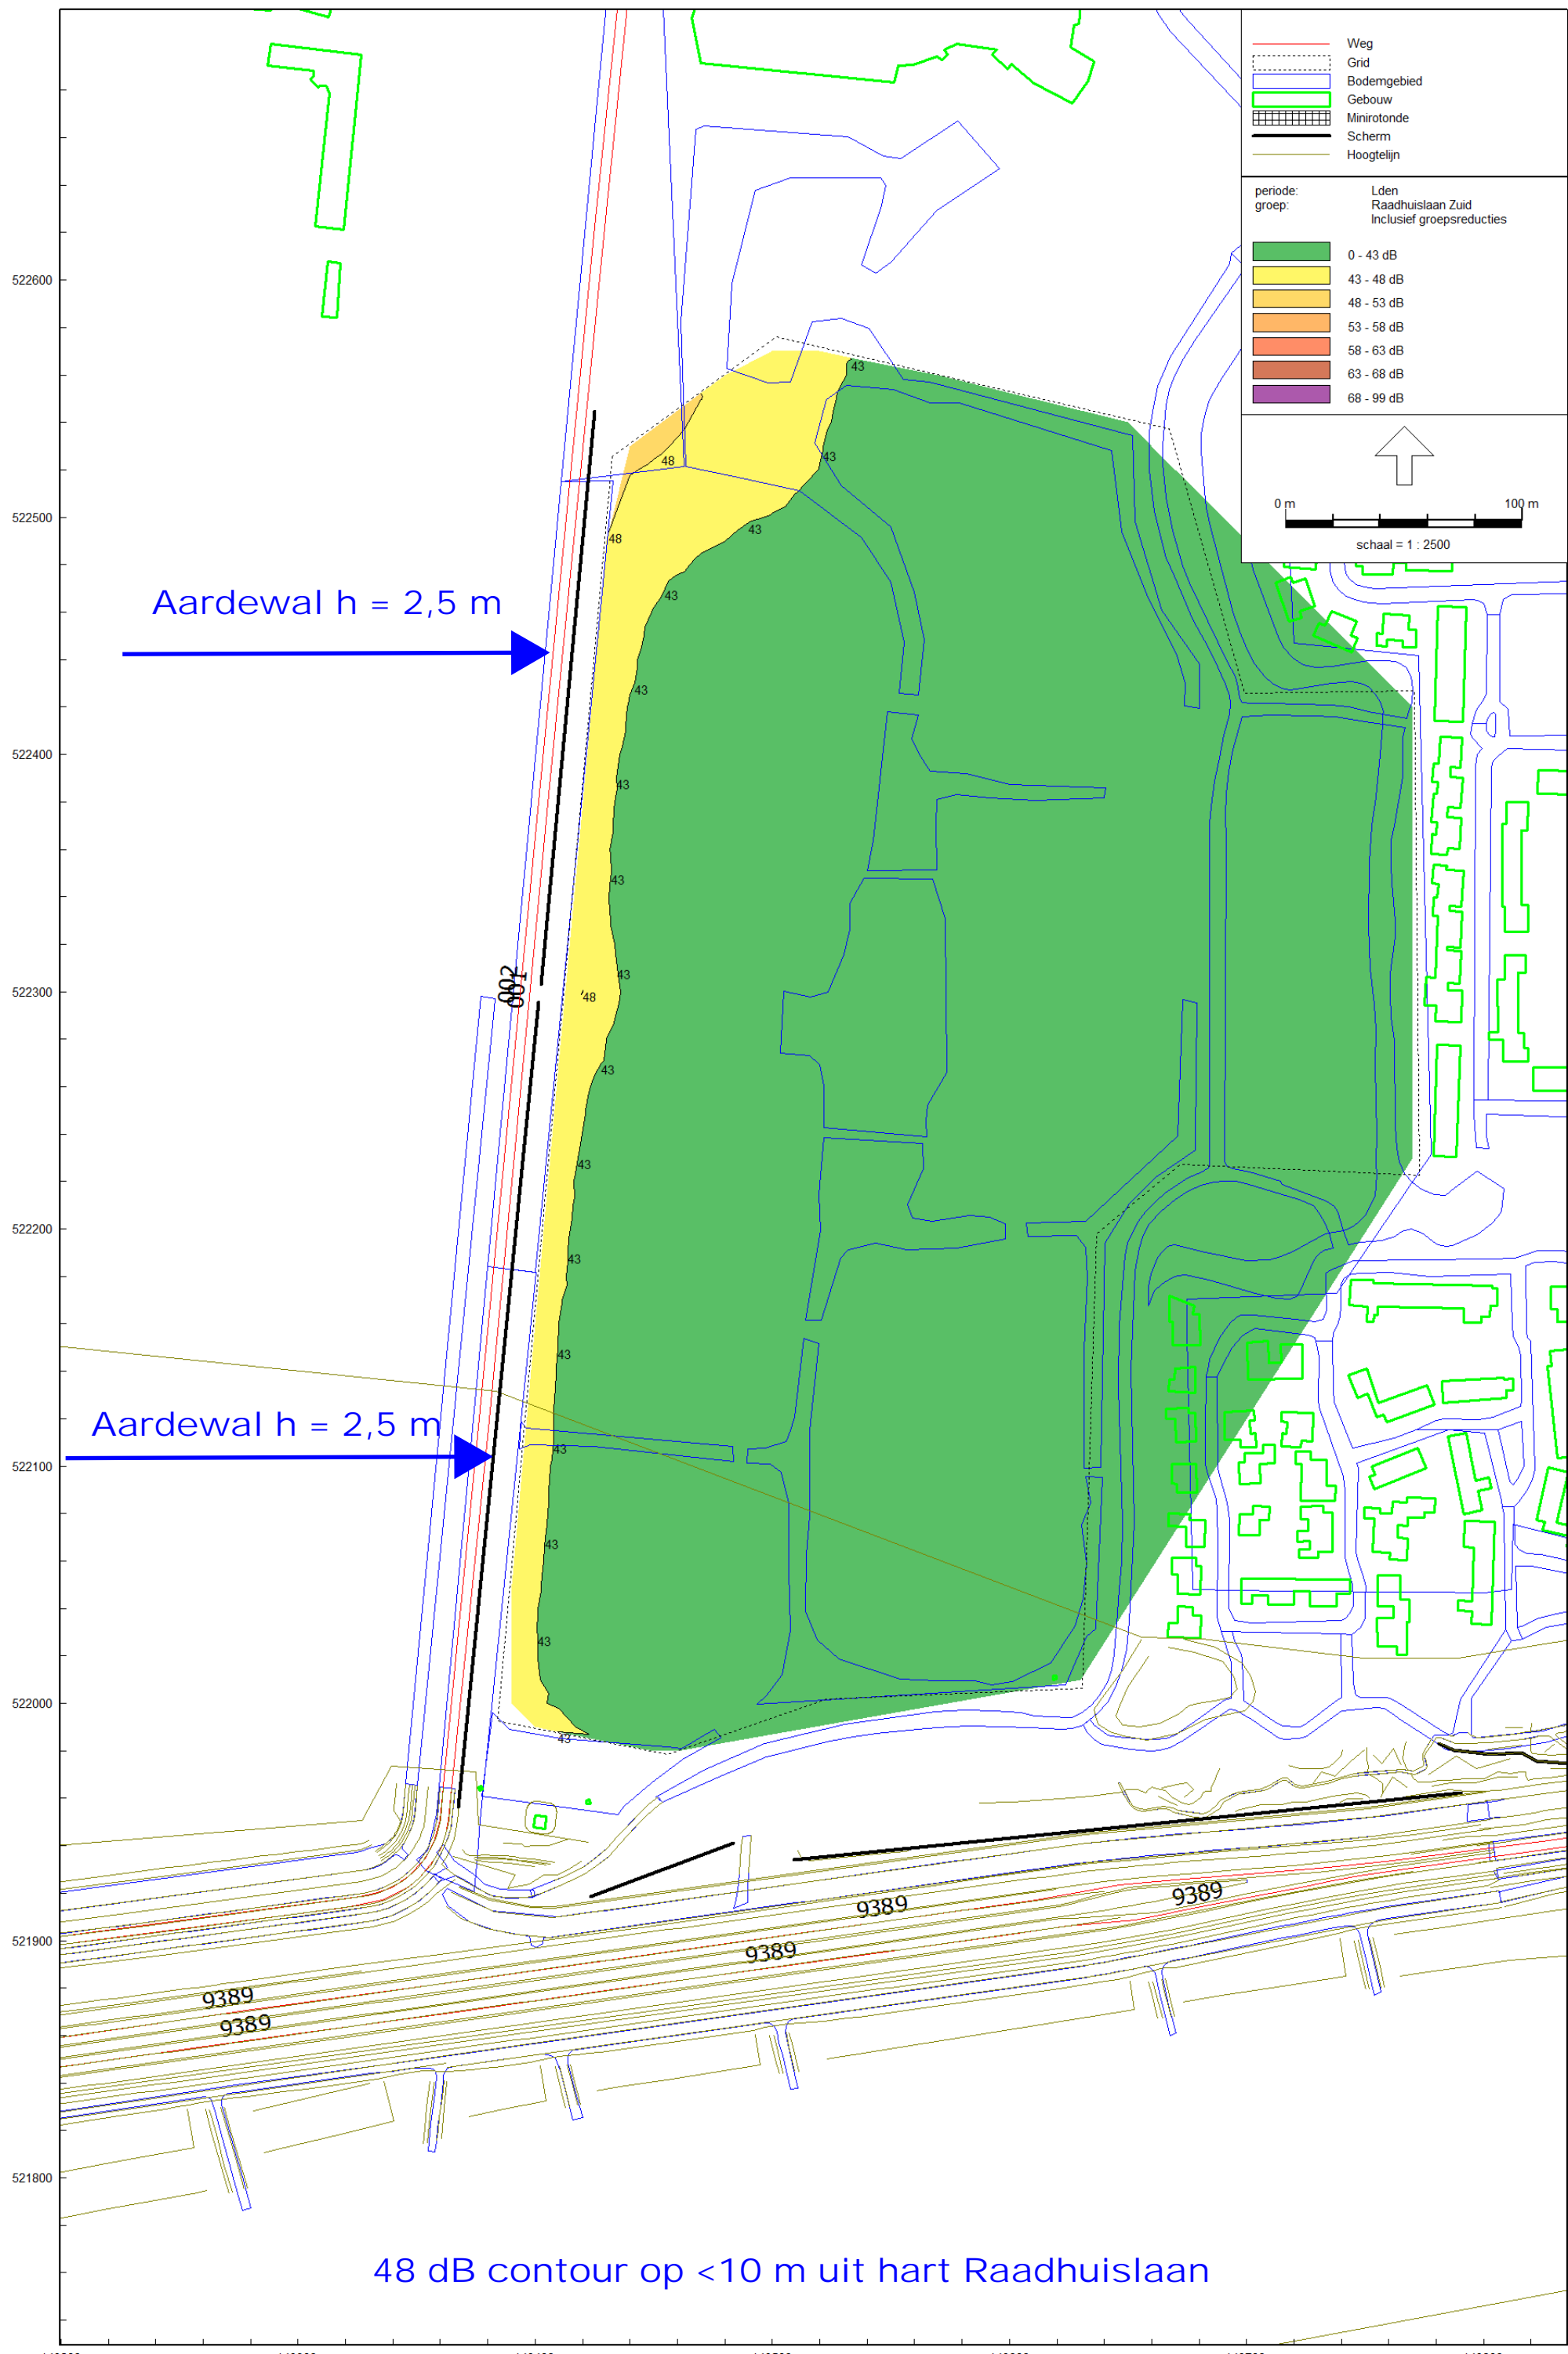 Weg
Grid
Bodemgebied
Gebouw
Minirotonde
Scherm
Hoogtelijn
periode: Lden
groep: Raadhuislaan Zuid
Inclusief groepsreducties
0 - 43 dB
43 - 48 dB
48 - 53 dB
53 - 58 dB
58 - 63 dB
63 - 68 dB
68 - 99 dB
0 m 100 m
schaal = 1 : 2500
522600
43
43
48
522500
43
48
Aardewal h = 2,5 m
43
43
522400
43
43
43
002
001
522300
48
43
43
522200
43
43
Aardewal h = 2,5 m
43
522100
43
43
522000
43
9389
9389
521900
9389
9389
9389
521800
48 dB contour op <10 m uit hart Raadhuislaan